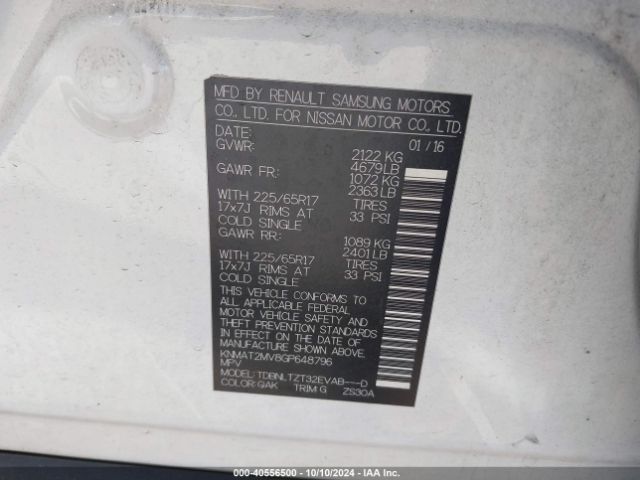 MFD BY RENAULT SAMSUNG MOTORS
CO., LTD. FOR NISSAN MOTOR CO., LTD.
DATE: 01 / 16
GVWR: 2122 KG
4679 LB
GAWR FR: 1072 KG
2363 LB
WITH 225/65R17 TIRES
17x7J RIMS AT 33 PSI
COLD SINGLE
GAWR RR: 1089 KG
2401 LB
WITH 225/65R17 TIRES
17x7J RIMS AT 33 PSI
COLD SINGLE
THIS VEHICLE CONFORMS TO
ALL APPLICABLE FEDERAL
MOTOR VEHICLE SAFETY AND
THEFT PREVENTION STANDARDS
IN EFFECT ON THE DATE OF
MANUFACTURE SHOWN ABOVE.
KNMAT2MV8GP648796
MPV
MODEL: TDBNLTZT32EVAB---D
COLOR: QAK TRIM: G ZS30A
000-40556500 - 10/10/2024 - IAA Inc.